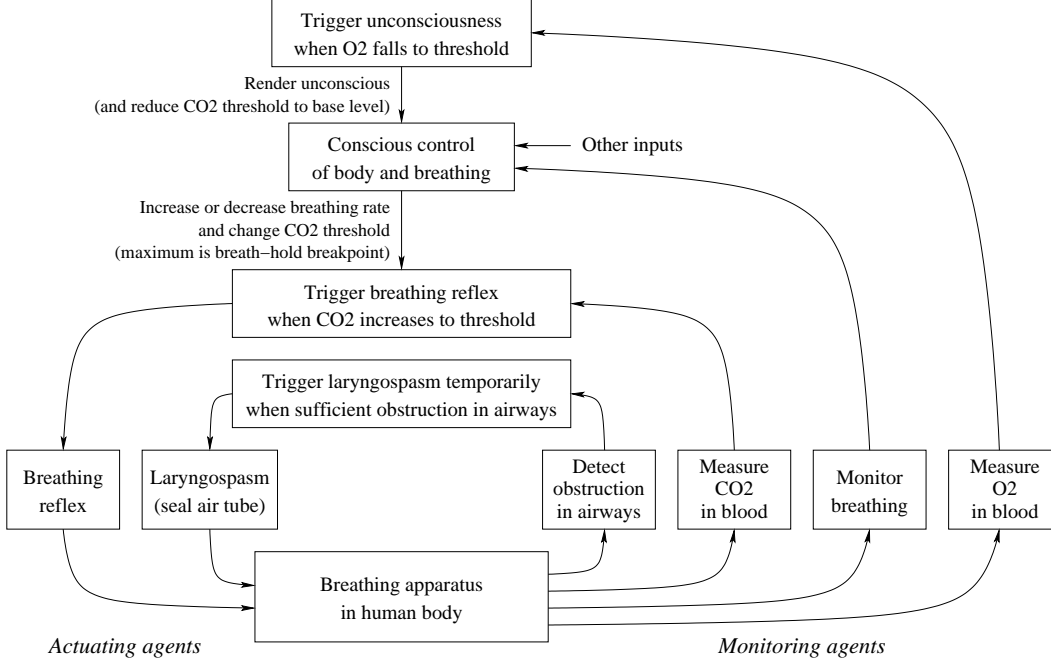 Trigger unconsciousness
when O2 falls to threshold
Render unconscious
(and reduce CO2 threshold to base level)
Conscious control
of body and breathing
Other inputs
Increase or decrease breathing rate
and change CO2 threshold
(maximum is breath−hold breakpoint)
Trigger breathing reflex
when CO2 increases to threshold
Trigger laryngospasm temporarily
when sufficient obstruction in airways
Breathing
reflex
Laryngospasm
(seal air tube)
Detect
obstruction
in airways
Measure
CO2
in blood
Monitor
breathing
Measure
O2
in blood
Breathing apparatus
in human body
Actuating agents
Monitoring agents